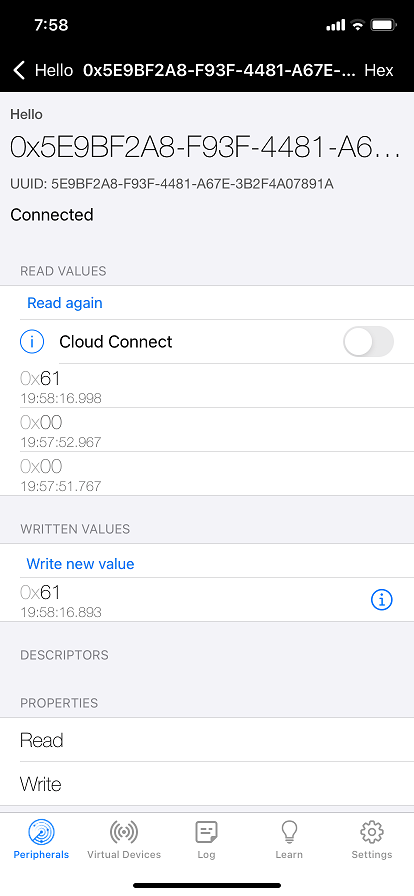 7:58
Hello 0x5E9BF2A8-F93F-4481-A67E-... Hex
Hello
0x5E9BF2A8-F93F-4481-A6...
UUID: 5E9BF2A8-F93F-4481-A67E-3B2F4A07891A
Connected
READ VALUES
Read again
Cloud Connect
0x61
19:58:16.998
0x00
19:57:52.967
0x00
19:57:51.767
WRITTEN VALUES
Write new value
0x61
19:58:16.893
DESCRIPTORS
PROPERTIES
Read
Write
Peripherals Virtual Devices Log Learn Settings